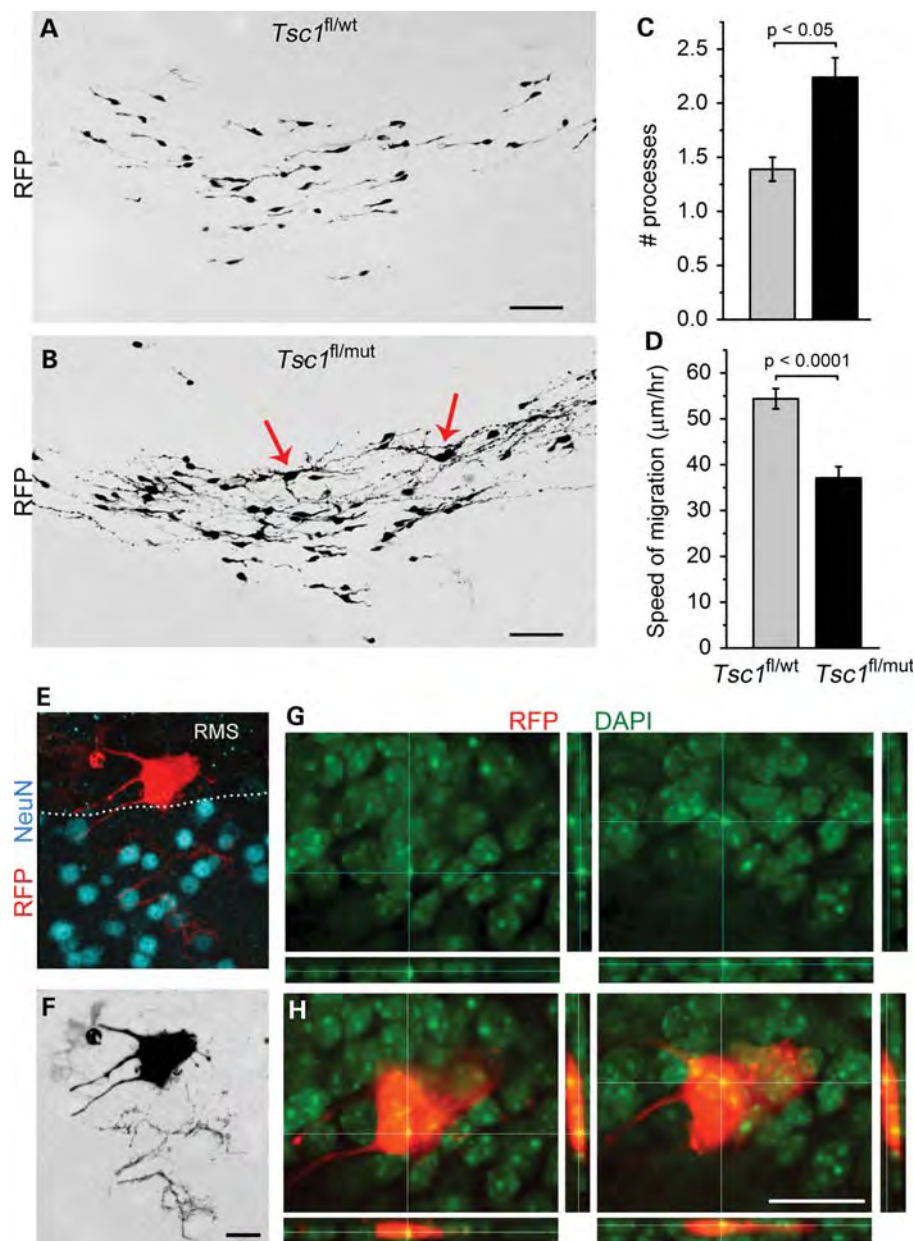 A
Tsc1fl/wt
RFP
B
Tsc1fl/mut
RFP
C
p < 0.05
2.5
2.0
1.5
1.0
0.5
0.0
# processes
D
p < 0.0001
60
50
40
30
20
10
0
Speed of migration (μm/hr)
Tsc1fl/wt
Tsc1fl/mut
E
RMS
RFP NeuN
F
G
RFP
DAPI
H